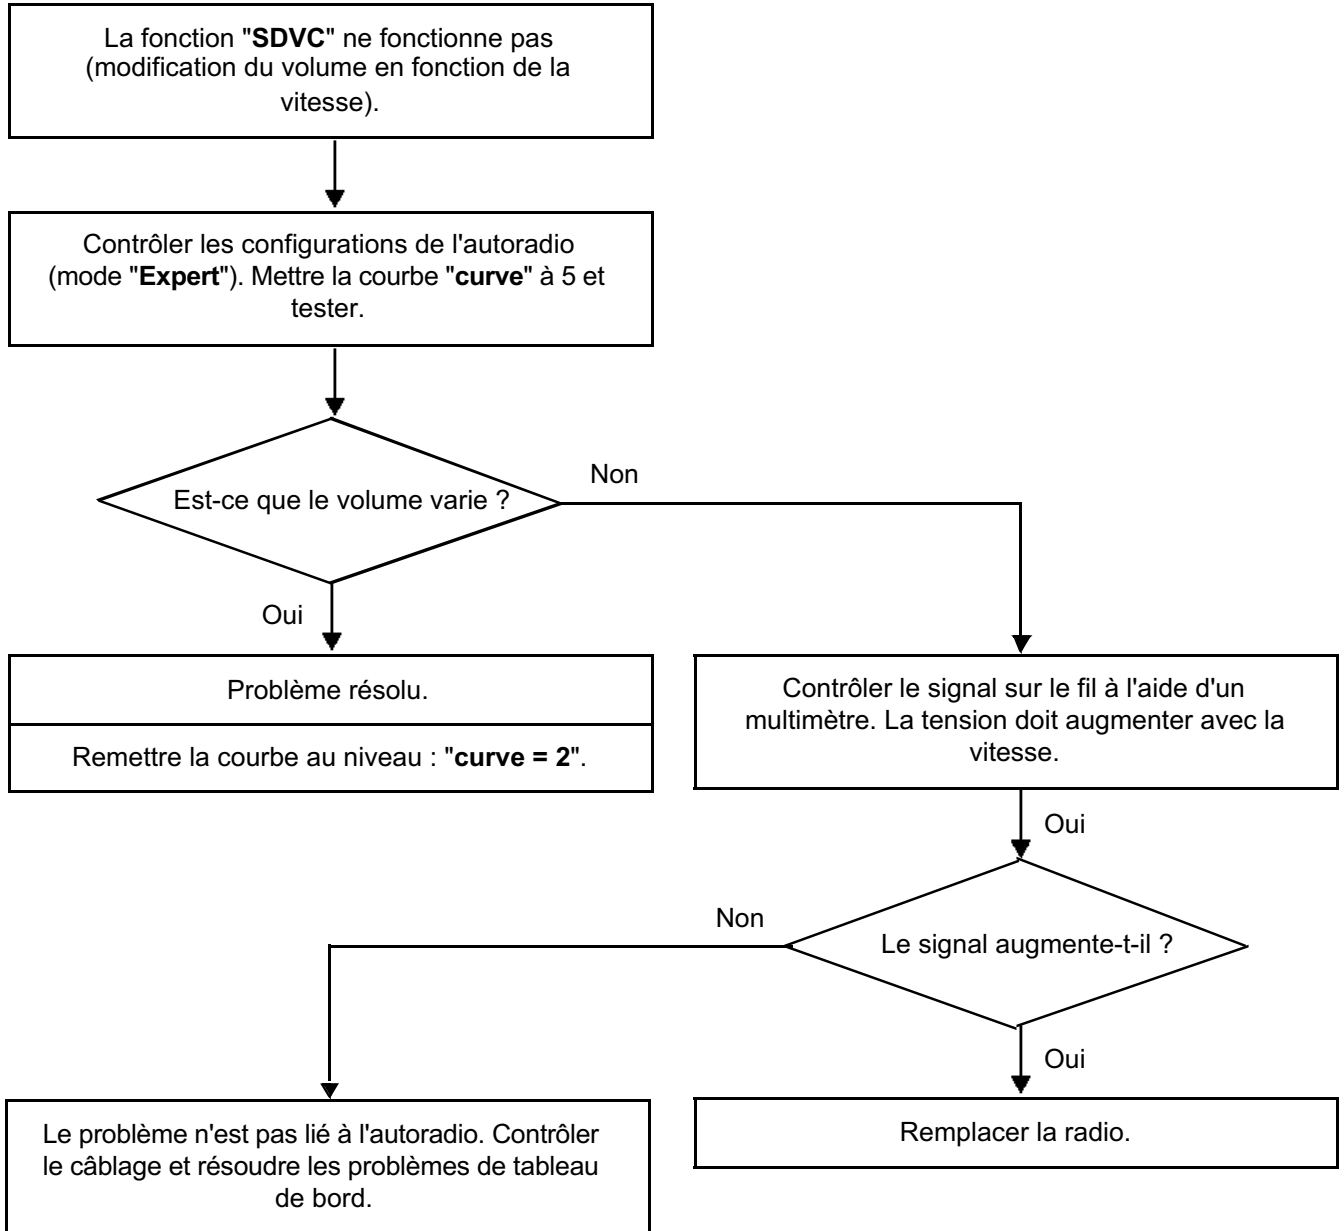 La fonction "SDVC" ne fonctionne pas
(modification du volume en fonction de la
vitesse).
Contrôler les configurations de l'autoradio
(mode "Expert"). Mettre la courbe "curve" à 5 et
tester.
Est-ce que le volume varie ?
Non
Oui
Problème résolu.
Remettre la courbe au niveau : "curve = 2".
Contrôler le signal sur le fil à l'aide d'un
multimètre. La tension doit augmenter avec la
vitesse.
Oui
Le signal augmente-t-il ?
Non
Oui
Le problème n'est pas lié à l'autoradio. Contrôler
le câblage et résoudre les problèmes de tableau
de bord.
Remplacer la radio.